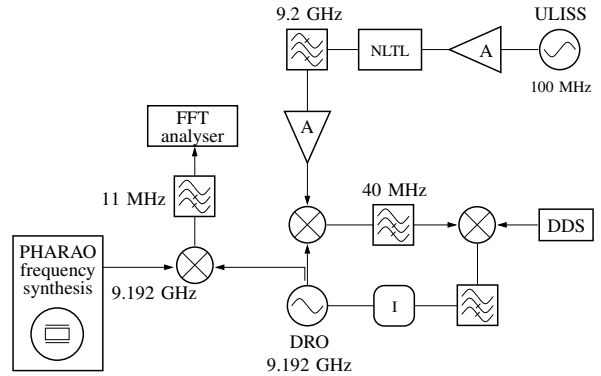 9.2 GHz
ULISS
NLTL
A
100 MHz
A
FFT
analyser
11 MHz
40 MHz
DDS
PHARAO
frequency
synthesis
9.192 GHz
I
DRO
9.192 GHz